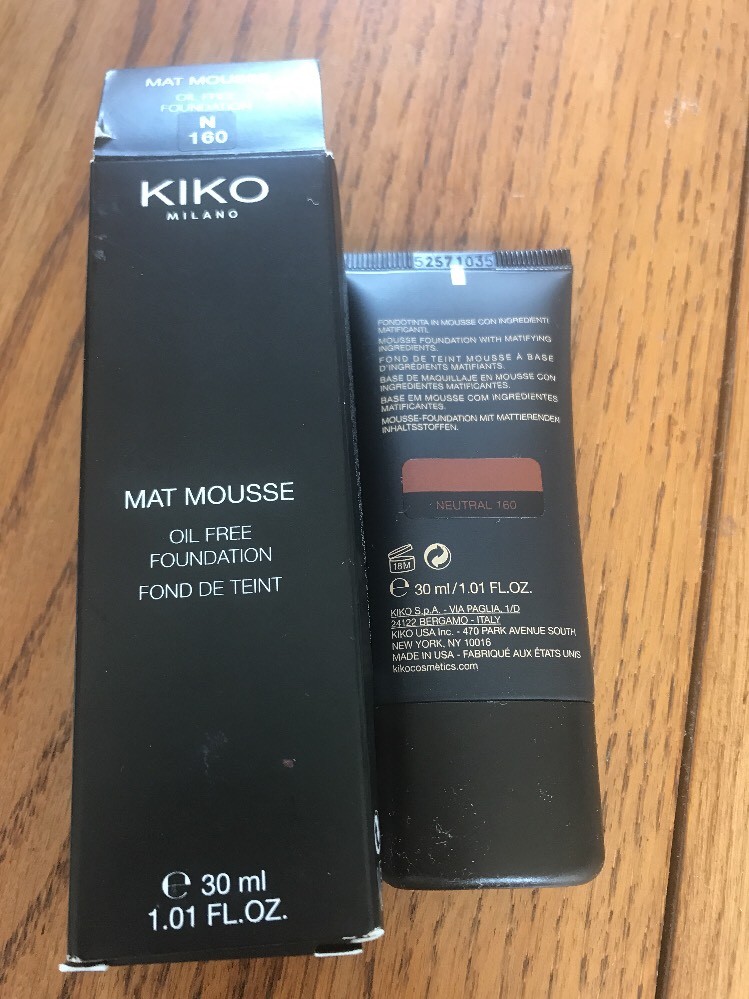 MAT MOUSSE
OIL FREE
FOUNDATION
N
160
KIKO
MILANO
MAT MOUSSE
OIL FREE
FOUNDATION
FOND DE TEINT
e 30 ml
1.01 FL.OZ.
52571035
FONDOTINTA IN MOUSSE CON INGREDIENTI
MATIFICANTI.
MOUSSE FOUNDATION WITH MATIFYING
INGREDIENTS.
FOND DE TEINT MOUSSE À BASE
D'INGRÉDIENTS MATIFIANTS.
BASE DE MAQUILLAJE EN MOUSSE CON
INGREDIENTES MATIFICANTES.
BASE EM MOUSSE COM INGREDIENTES
MATIFICANTES.
MOUSSE-FOUNDATION MIT MATTIERENDEN
INHALTSSTOFFEN.
NEUTRAL 160
18M
e 30 ml/1.01 FL.OZ.
KIKO S.p.A. - VIA PAGLIA, 1/D
24122 BERGAMO - ITALY
KIKO USA Inc. - 470 PARK AVENUE SOUTH
NEW YORK, NY 10016
MADE IN USA - FABRIQUÉ AUX ÉTATS UNIS
kikocosmetics.com